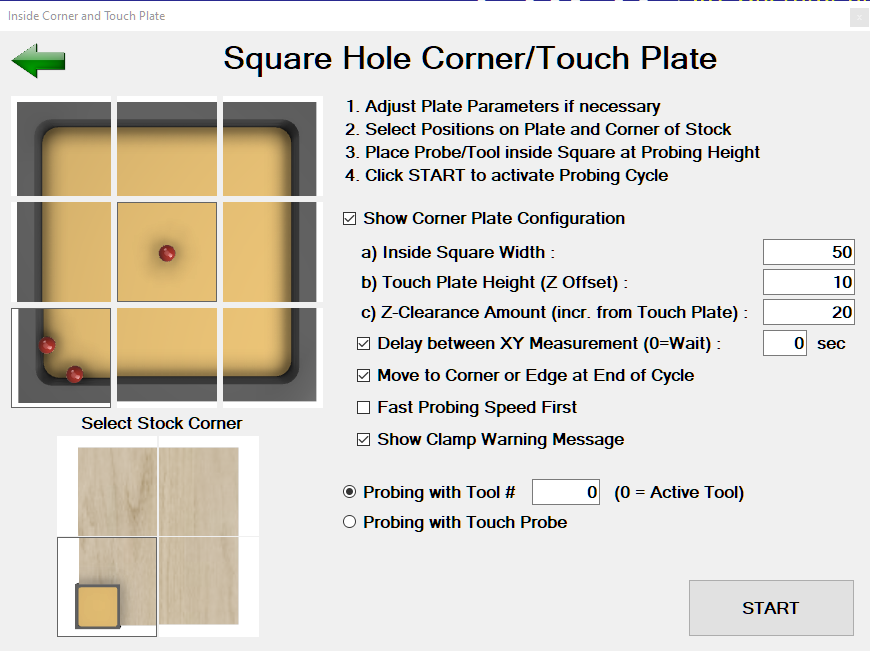 Inside Corner and Touch Plate
Square Hole Corner/Touch Plate
1. Adjust Plate Parameters if necessary
2. Select Positions on Plate and Corner of Stock
3. Place Probe/Tool inside Square at Probing Height
4. Click START to activate Probing Cycle
Show Corner Plate Configuration
a) Inside Square Width : 50
b) Touch Plate Height (Z Offset) : 10
c) Z-Clearance Amount (incr. from Touch Plate) : 20
Delay between XY Measurement (0=Wait) : 0 sec
Move to Corner or Edge at End of Cycle
Fast Probing Speed First
Show Clamp Warning Message
Select Stock Corner
Probing with Tool # 0 (0 = Active Tool)
Probing with Touch Probe
START